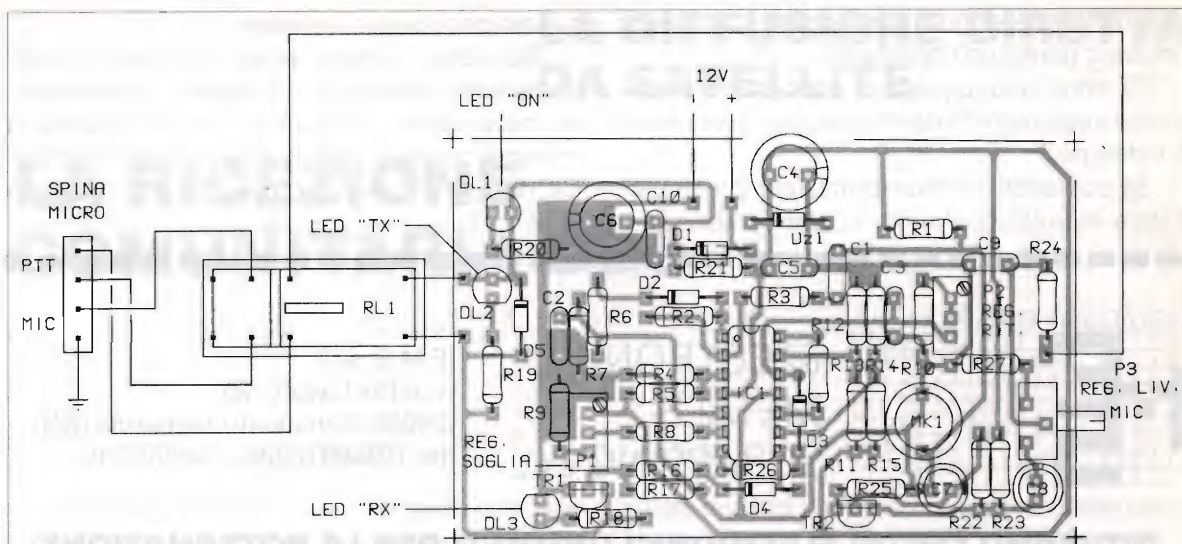 12V
- +
LED "ON"
SPINA
MICRO
PTT
MIC
LED "TX"
DL1
C10
C6
C4
D1
Uz1
R20
R21
C5
C1
C3
R1
C9
R24
RL1
DL2
D5
C2
D2
R6
R2
R3
R12
P2
REG.
RIT.
R19
R7
R4
R5
IC1
R13
R14
R10
R27
P3
REG. LIV.
MIC
R9
R8
D3
MK1
REG.
SOGLIA
P1
R16
R26
R11
R15
TR1
R17
D4
R25
C7
C8
LED "RX"
DL3
R18
TR2
R22
R23